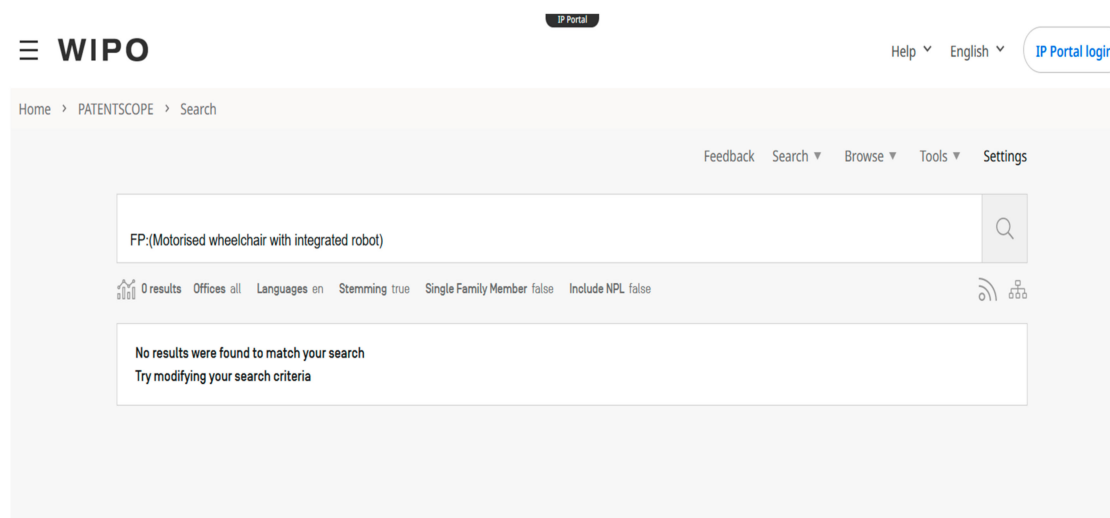 IP Portal
WIPO
Help English IP Portal login
Home > PATENTSCOPE > Search
Feedback Search Browse Tools Settings
FP:(Motorised wheelchair with integrated robot)
0 results Offices all Languages en Stemming true Single Family Member false Include NPL false
No results were found to match your search
Try modifying your search criteria